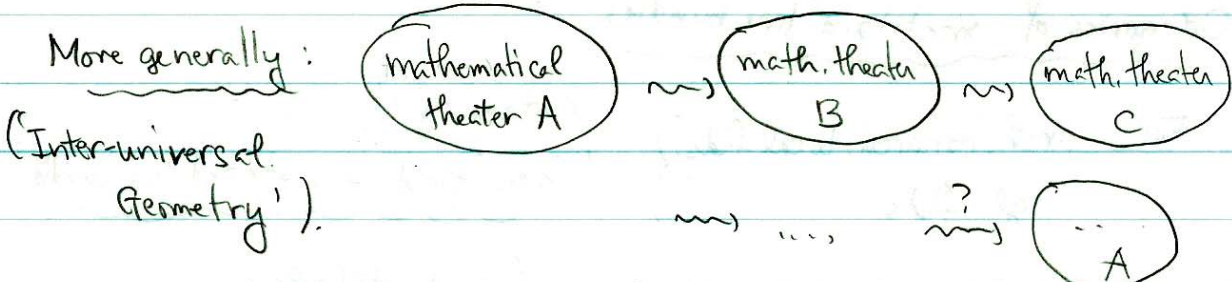 More generally : mathematical theater A ⇝ math. theater B ⇝ math. theater C
('Inter-universal
Geometry').
⇝ ..., ?⇝ ... A